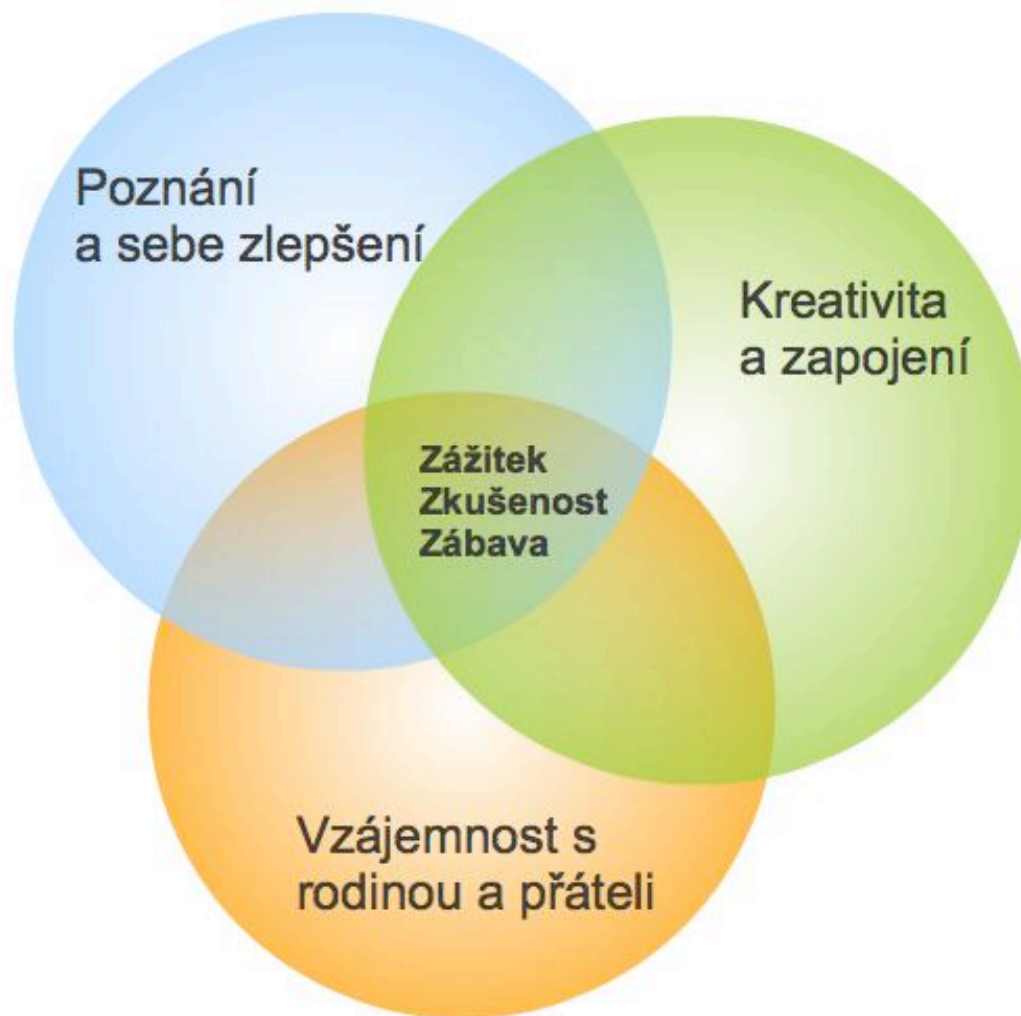 Poznání
a sebe zlepšení
Kreativita
a zapojení
Zážitek
Zkušenost
Zábava
Vzájemnost s
rodinou a přáteli